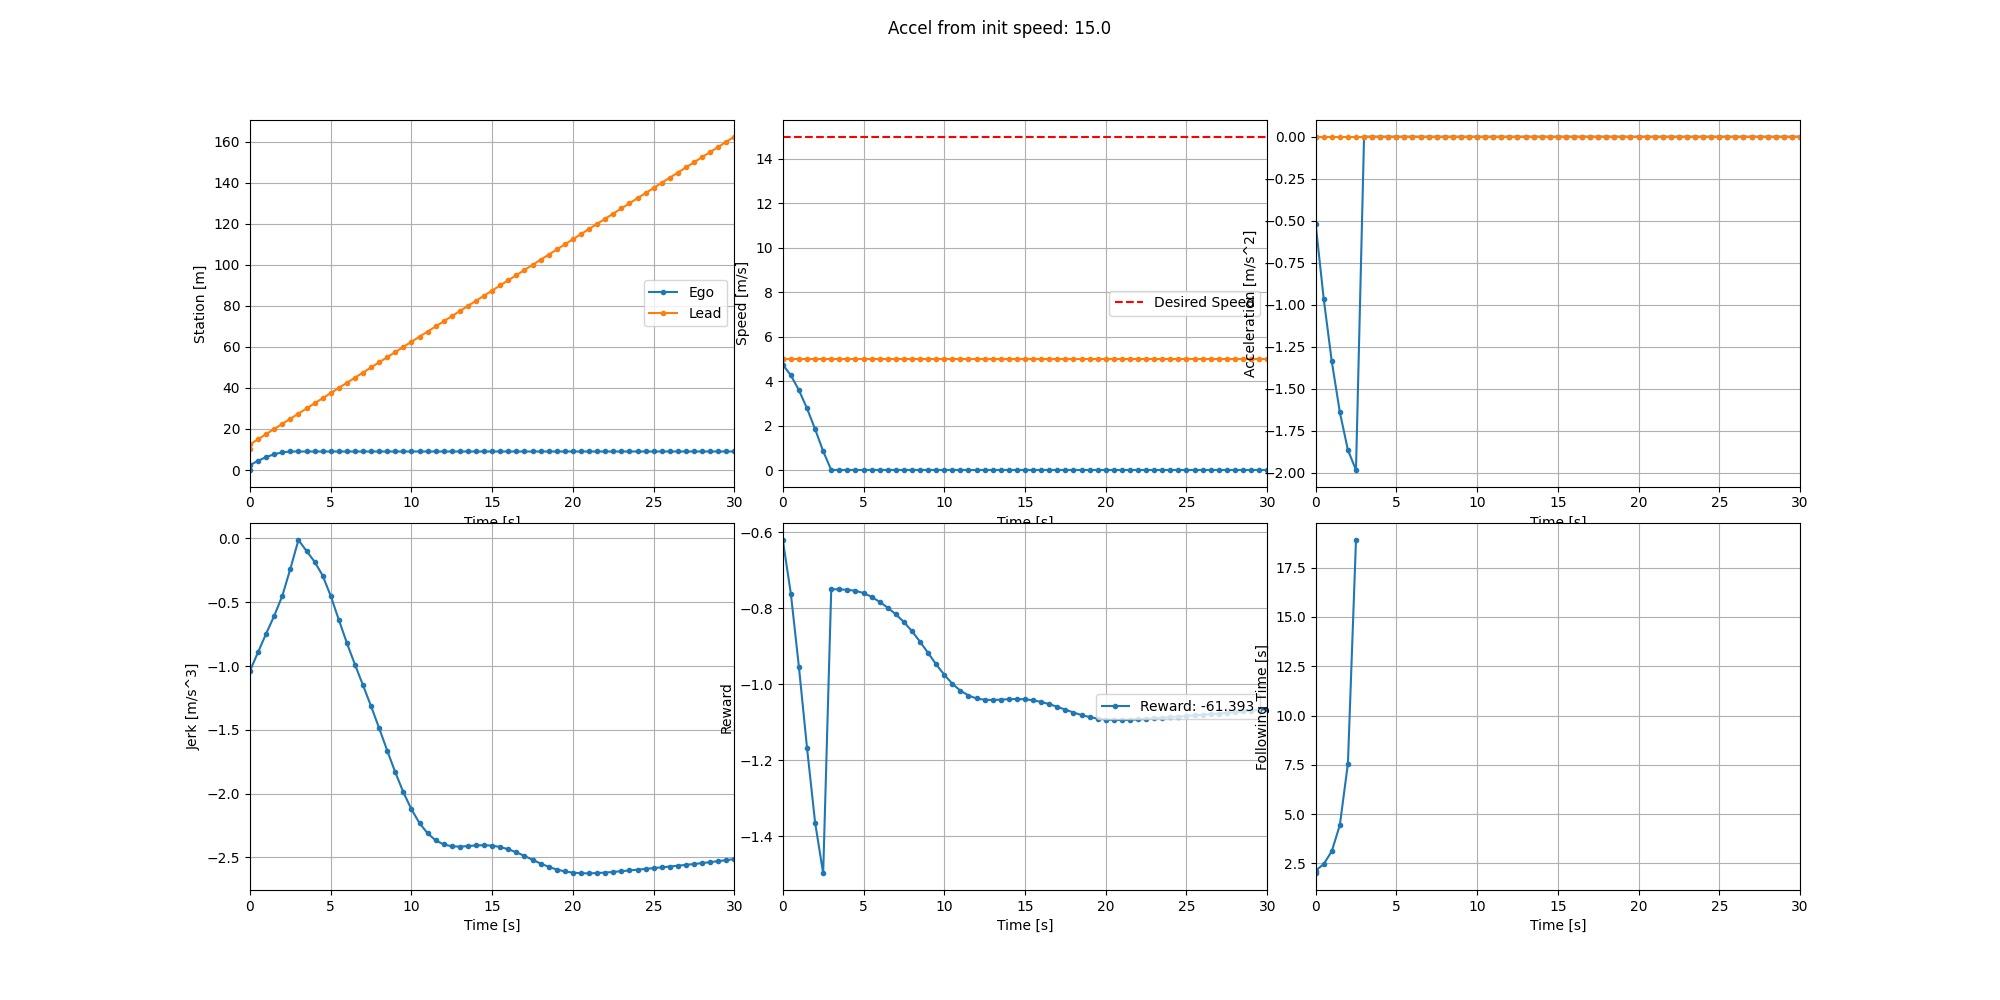 Accel from init speed: 15.0
160
140
120
100
80
60
40
20
0
Station [m]
Ego
Lead
0 5 10 15 20 25 30
Time [s]
14
12
10
8
6
4
2
0
Speed [m/s]
Desired Speed
0 5 10 15 20 25 30
Time [s]
0.00
−0.25
−0.50
−0.75
−1.00
−1.25
−1.50
−1.75
−2.00
Acceleration [m/s^2]
0 5 10 15 20 25 30
Time [s]
0.0
−0.5
−1.0
−1.5
−2.0
−2.5
Jerk [m/s^3]
0 5 10 15 20 25 30
Time [s]
−0.6
−0.8
−1.0
−1.2
−1.4
Reward
Reward: -61.393
0 5 10 15 20 25 30
Time [s]
17.5
15.0
12.5
10.0
7.5
5.0
2.5
Following Time [s]
0 5 10 15 20 25 30
Time [s]